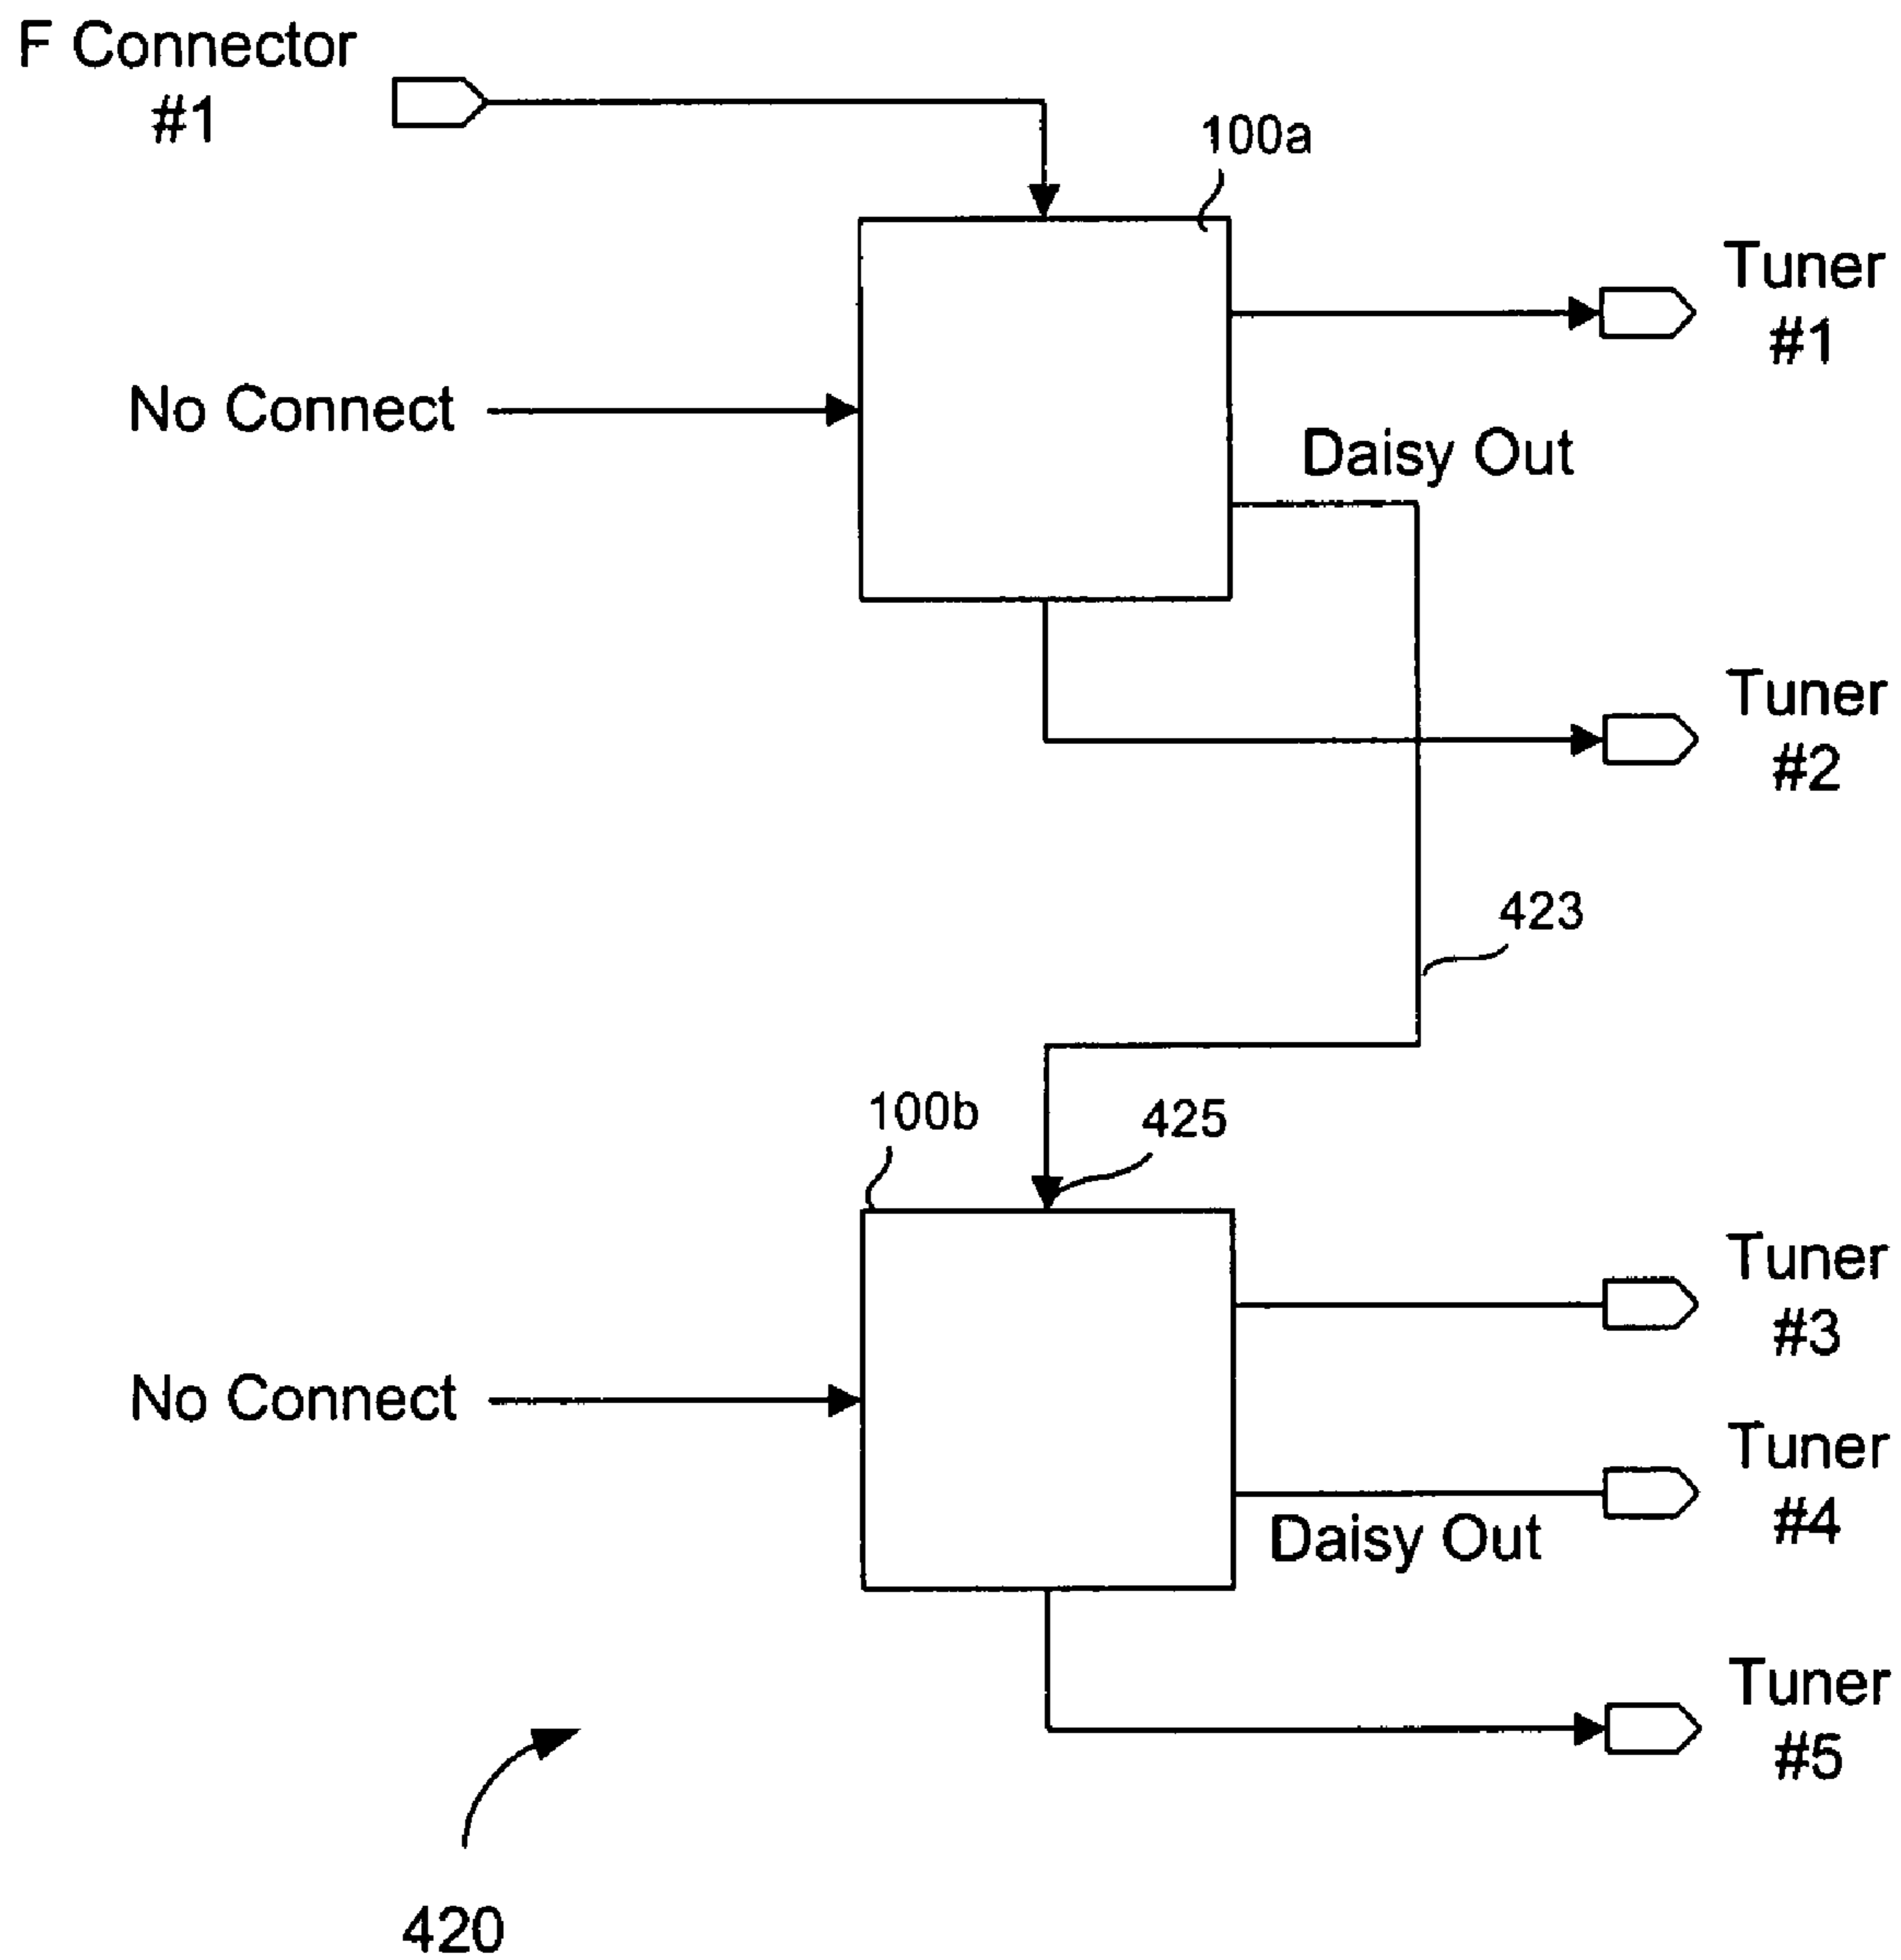 F Connector
#1
100a
Tuner
#1
No Connect
Daisy Out
Tuner
#2
423
100b
425
Tuner
#3
No Connect
Tuner
#4
Daisy Out
Tuner
#5
420